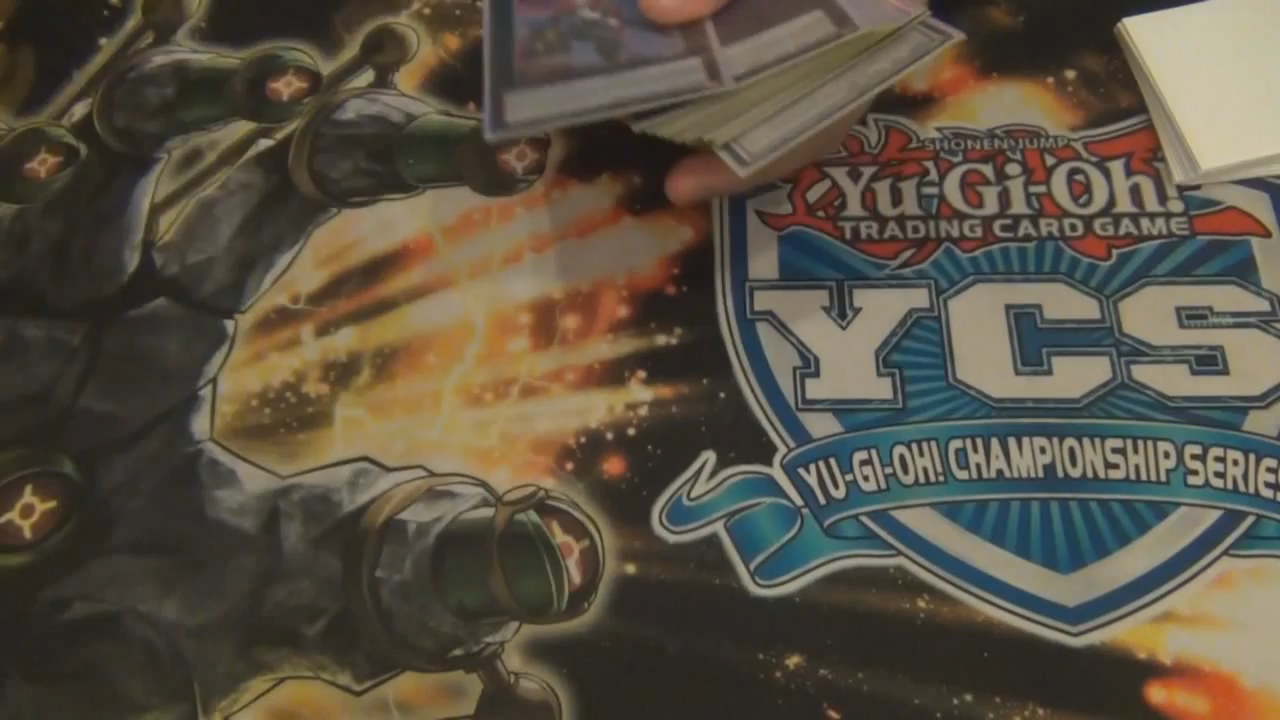 SHONEN JUMP
Yu-Gi-Oh!
TRADING CARD GAME
YCS
YU-GI-OH! CHAMPIONSHIP SERIES